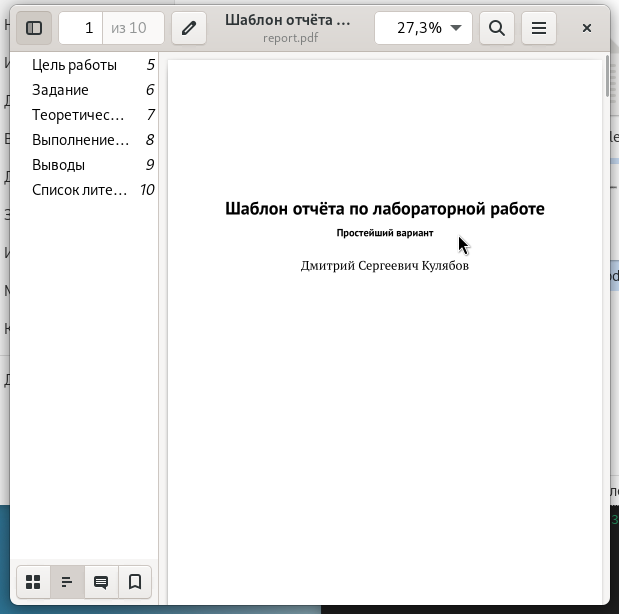 Шаблон отчёта ...
report.pdf
1 из 10
27,3%
Цель работы 5
Задание 6
Теоретичес... 7
Выполнение... 8
Выводы 9
Список лите... 10
Шаблон отчёта по лабораторной работе
Простейший вариант
Дмитрий Сергеевич Кулябов